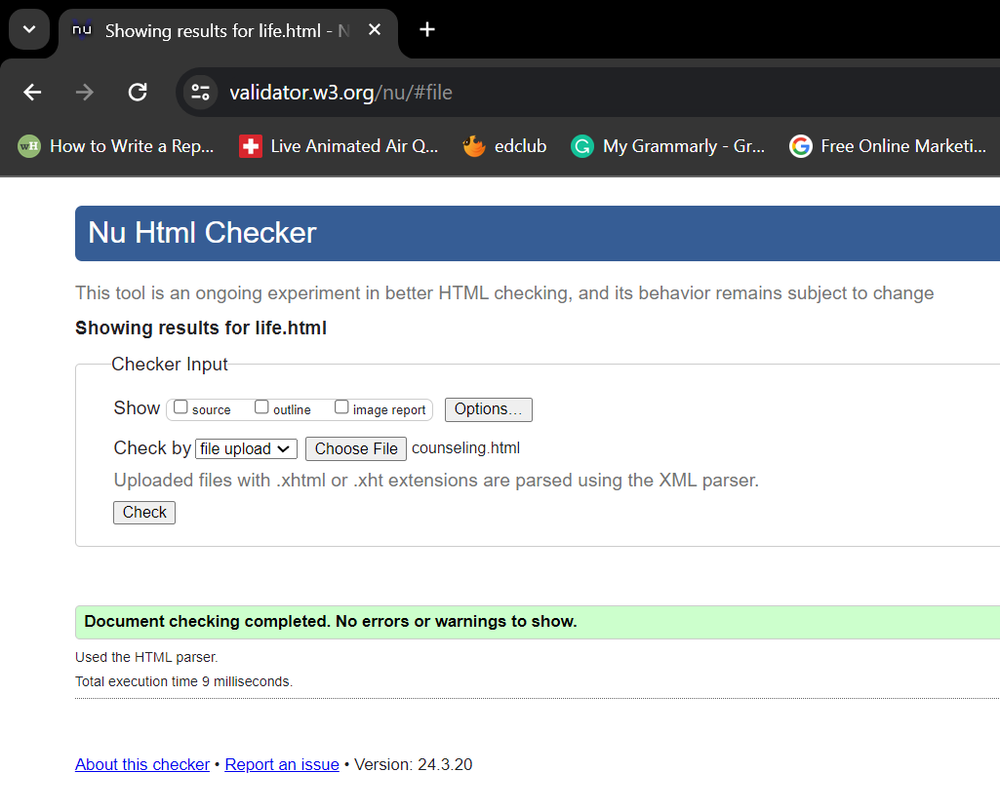 nu Showing results for life.html - N
validator.w3.org/nu/#file
wH How to Write a Rep... Live Animated Air Q... edclub G My Grammarly - Gr... G Free Online Marketi...
Nu Html Checker
This tool is an ongoing experiment in better HTML checking, and its behavior remains subject to change
Showing results for life.html
Checker Input
Show source outline image report Options...
Check by file upload Choose File counseling.html
Uploaded files with .xhtml or .xht extensions are parsed using the XML parser.
Check
Document checking completed. No errors or warnings to show.
Used the HTML parser.
Total execution time 9 milliseconds.
About this checker • Report an issue • Version: 24.3.20